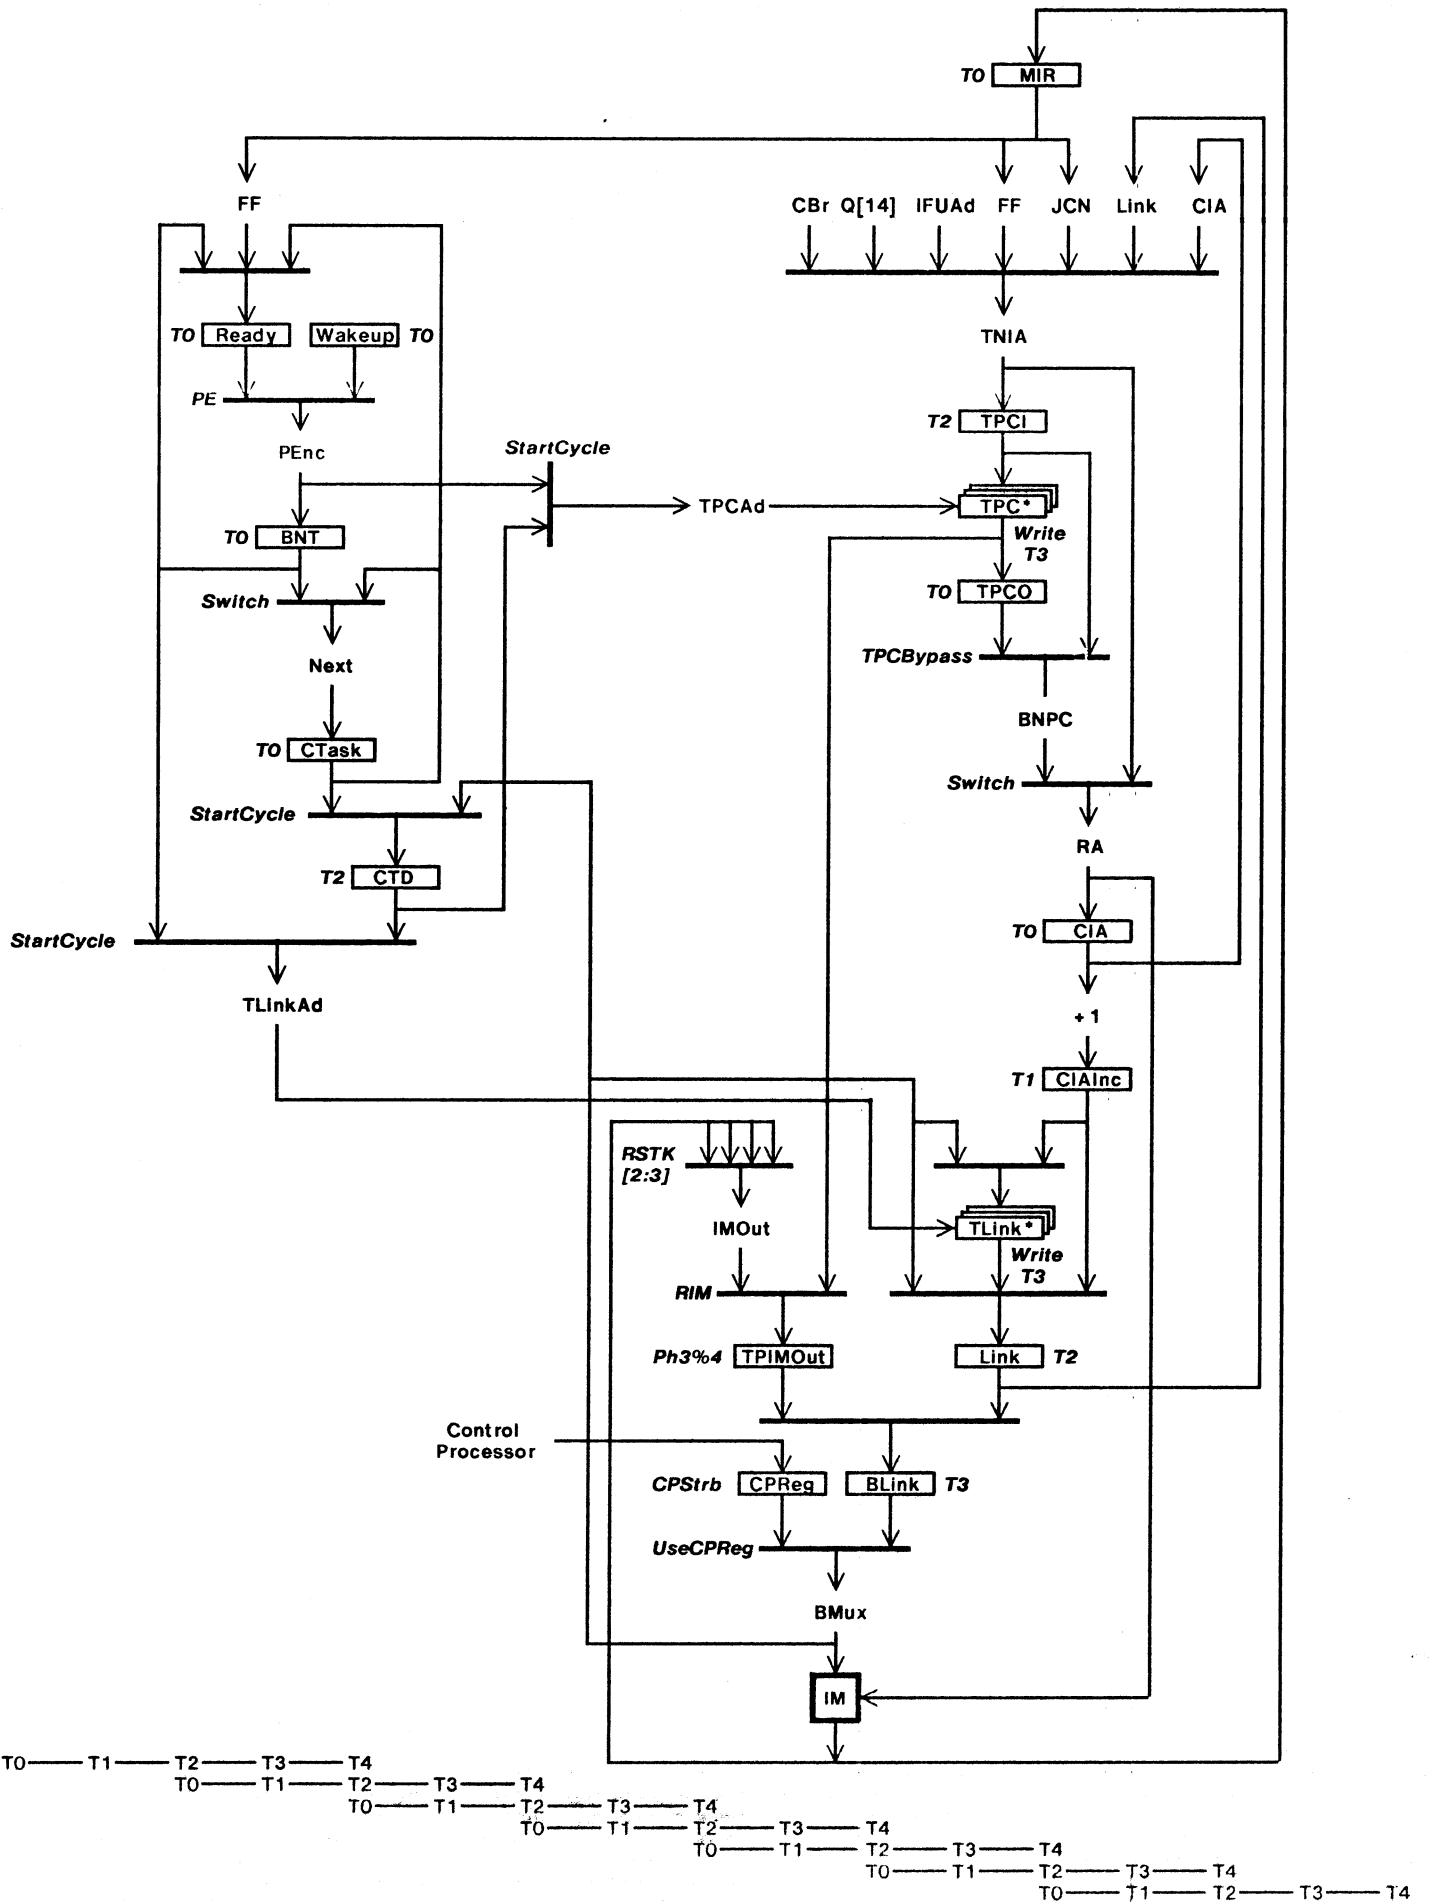 T0 MIR
FF
CBr Q[14] IFUAd FF JCN Link CIA
T0 Ready Wakeup T0
TNIA
PE
T2 TPCI
PEnc
StartCycle
TPCAd
TPC*
Write
T3
T0 BNT
T0 TPCO
Switch
TPCBypass
Next
BNPC
T0 CTask
Switch
StartCycle
RA
T2 CTD
T0 CIA
StartCycle
TLinkAd
+ 1
T1 CIAInc
RSTK
[2:3]
IMOut
TLink*
Write
T3
RIM
Ph3%4 TPIMOut
Link T2
Control
Processor
CPStrb CPReg BLink T3
UseCPReg
BMux
IM
T0 T1 T2 T3 T4
T0 T1 T2 T3 T4
T0 T1 T2 T3 T4
T0 T1 T2 T3 T4
T0 T1 T2 T3 T4
T0 T1 T2 T3 T4
T0 T1 T2 T3 T4